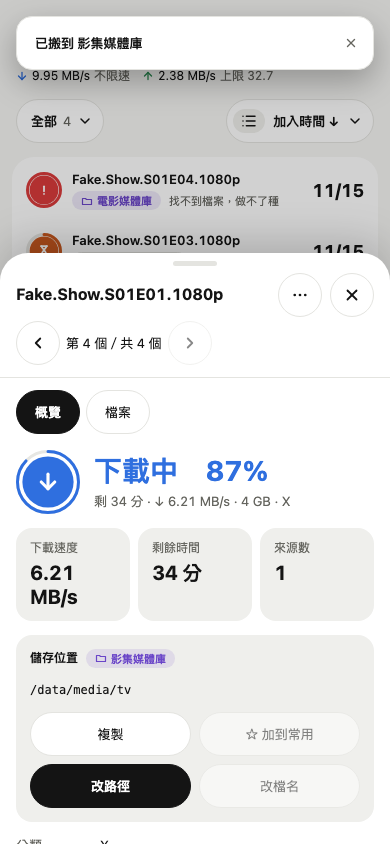 已搬到 影集媒體庫
9.95 MB/s 不限速 2.38 MB/s 上限 32.7
全部 4
加入時間 ↓
Fake.Show.S01E04.1080p
電影媒體庫 找不到檔案，做不了種
11/15
Fake.Show.S01E03.1080p
11/15
Fake.Show.S01E01.1080p
第 4 個 / 共 4 個
概覽
檔案
下載中 87%
剩 34 分 · ↓ 6.21 MB/s · 4 GB · X
下載速度
6.21 MB/s
剩餘時間
34 分
來源數
1
儲存位置 影集媒體庫
/data/media/tv
複製
☆ 加到常用
改路徑
改檔名